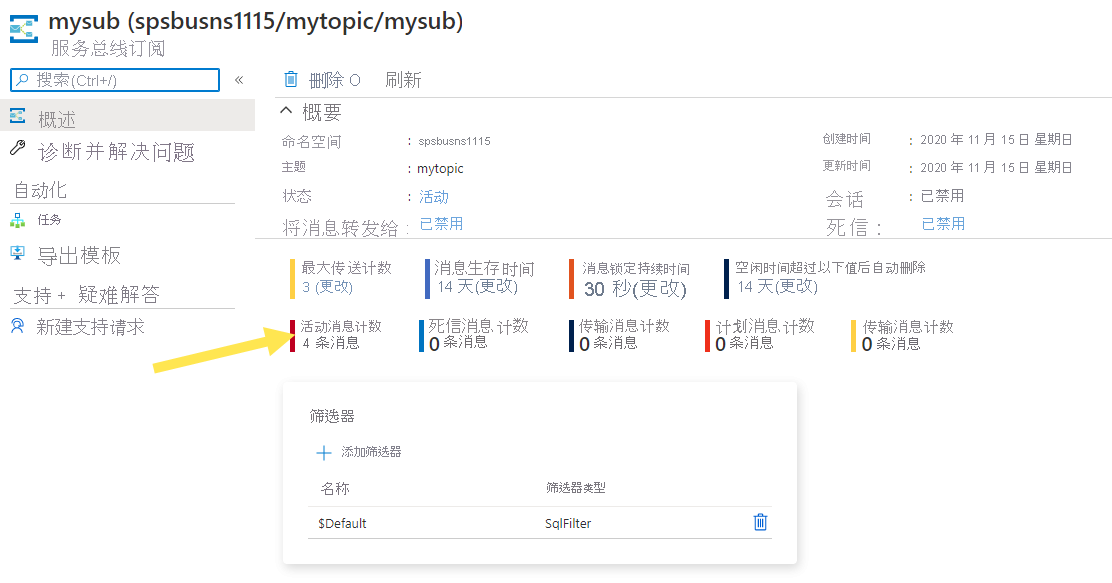 mysub (spsbusns1115/mytopic/mysub)
服务总线订阅
搜索(Ctrl+/)
«
删除
刷新
概述
诊断并解决问题
自动化
任务
导出模板
支持 + 疑难解答
新建支持请求
概要
命名空间 : spsbusns1115
创建时间 : 2020 年 11 月 15 日 星期日
主题 : mytopic
更新时间 : 2020 年 11 月 15 日 星期日
状态 : 活动
会话 : 已禁用
将消息转发给 : 已禁用
死信 : 已禁用
最大传送计数
3 (更改)
消息生存时间
14 天(更改)
消息锁定持续时间
30 秒(更改)
空闲时间超过以下值后自动删除
14 天(更改)
活动消息计数
4 条消息
死信消息计数
0 条消息
传输消息计数
0 条消息
计划消息计数
0 条消息
传输消息计数
0 条消息
筛选器
添加筛选器
名称 筛选器类型
$Default SqlFilter